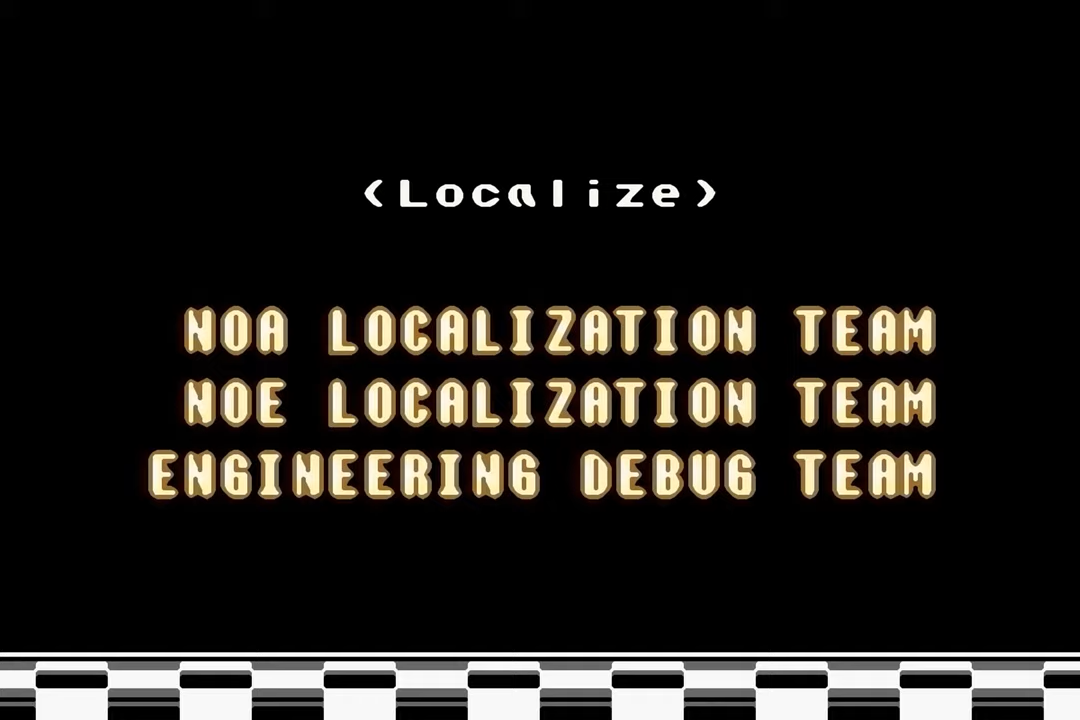 <Localize>
NOA LOCALIZATION TEAM
NOE LOCALIZATION TEAM
ENGINEERING DEBUG TEAM